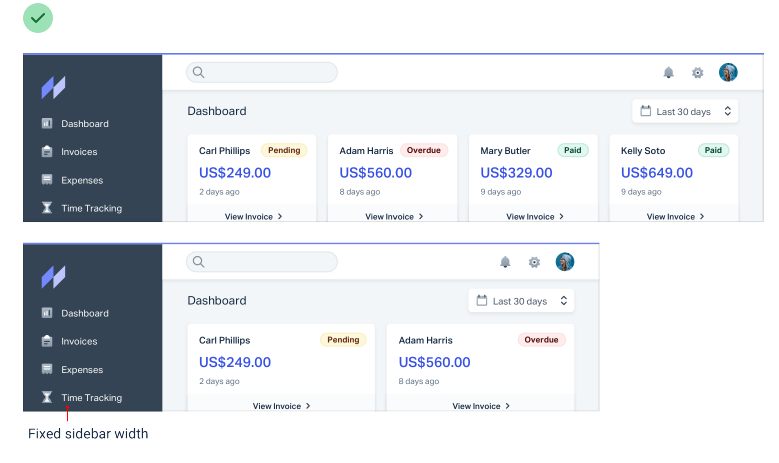 Dashboard
Invoices
Expenses
Time Tracking
Dashboard
Last 30 days
Carl Phillips Pending
US$249.00
2 days ago
View Invoice
Adam Harris Overdue
US$560.00
8 days ago
View Invoice
Mary Butler Paid
US$329.00
9 days ago
View Invoice
Kelly Soto Paid
US$649.00
9 days ago
View Invoice
Dashboard
Invoices
Expenses
Time Tracking
Dashboard
Last 30 days
Carl Phillips Pending
US$249.00
2 days ago
View Invoice
Adam Harris Overdue
US$560.00
8 days ago
View Invoice
Fixed sidebar width